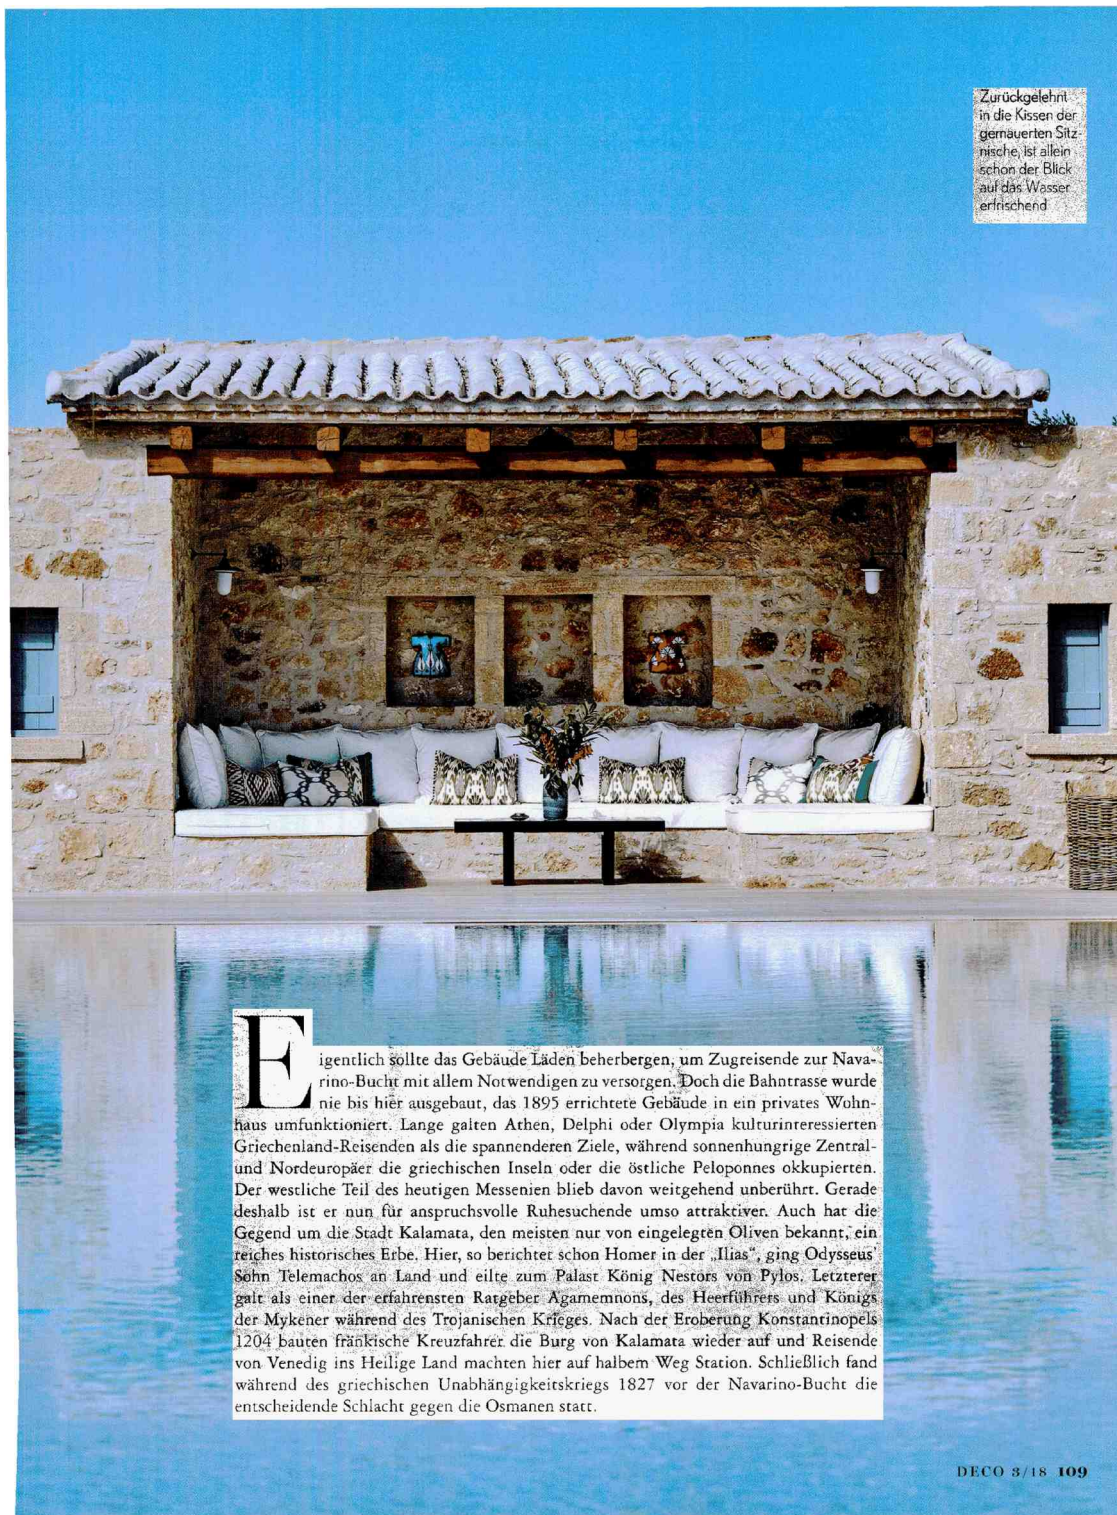 Zurückgelehnt
in die Kissen der
gemauerten Sitz-
nische, ist allein
schon der Blick
auf das Wasser
erfrischend
Eigentlich sollte das Gebäude Läden beherbergen, um Zugreisende zur Nava-
rino-Bucht mit allem Notwendigen zu versorgen. Doch die Bahntrasse wurde
nie bis hier ausgebaut, das 1895 errichtete Gebäude in ein privates Wohn-
haus umfunktioniert. Lange galten Athen, Delphi oder Olympia kulturinteressierten
Griechenland-Reisenden als die spannenderen Ziele, während sonnenhungrige Zentral-
und Nordeuropäer die griechischen Inseln oder die östliche Peloponnes okkupierten.
Der westliche Teil des heutigen Messenien blieb davon weitgehend unberührt. Gerade
deshalb ist er nun für anspruchsvolle Ruhesuchende umso attraktiver. Auch hat die
Gegend um die Stadt Kalamata, den meisten nur von eingelegten Oliven bekannt, ein
reiches historisches Erbe. Hier, so berichtet schon Homer in der „Ilias“, ging Odysseus'
Sohn Telemachos an Land und eilte zum Palast König Nestors von Pylos. Letzterer
galt als einer der erfahrensten Ratgeber Agamemnons, des Heerführers und Königs
der Mykener während des Trojanischen Krieges. Nach der Eroberung Konstantinopels
1204 bauten fränkische Kreuzfahrer die Burg von Kalamata wieder auf und Reisende
von Venedig ins Heilige Land machten hier auf halbem Weg Station. Schließlich fand
während des griechischen Unabhängigkeitskriegs 1827 vor der Navarino-Bucht die
entscheidende Schlacht gegen die Osmanen statt.
DECO 3/18 109